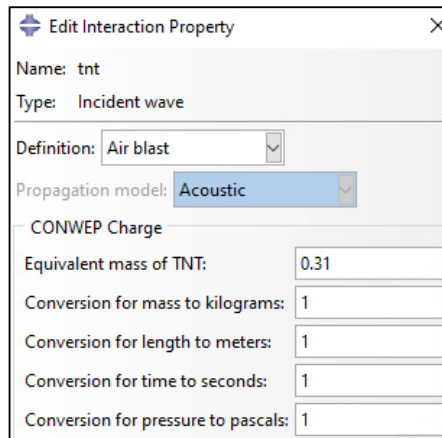 Edit Interaction Property
Name: tnt
Type: Incident wave
Definition: Air blast
Propagation model: Acoustic
CONWEP Charge
Equivalent mass of TNT: 0.31
Conversion for mass to kilograms: 1
Conversion for length to meters: 1
Conversion for time to seconds: 1
Conversion for pressure to pascals: 1